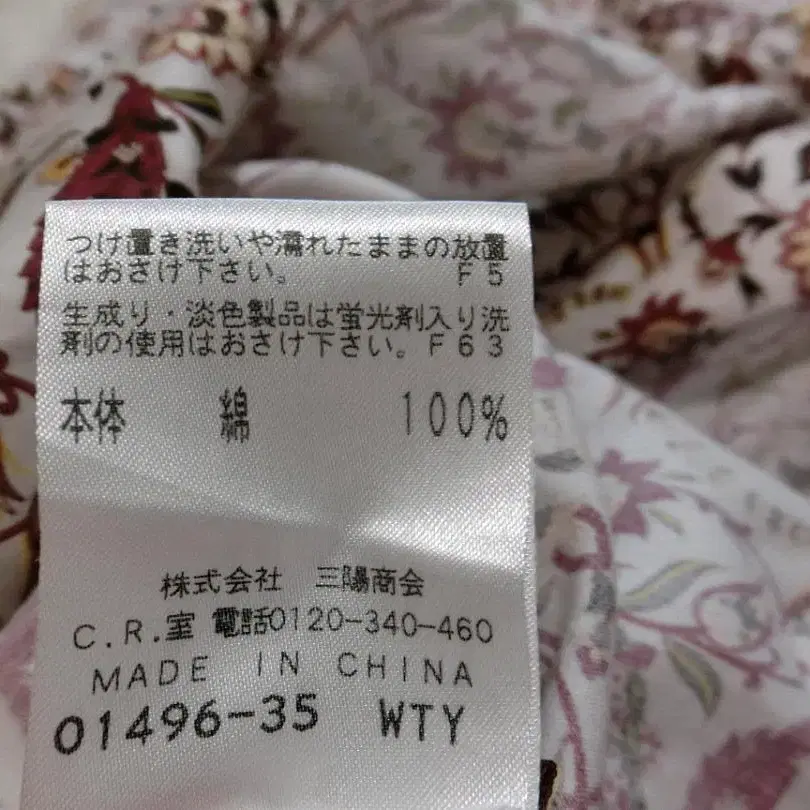 つけ置き洗いや濡れたままの放置
はおさけ下さい。 F5
生成り・淡色製品は蛍光剤入り洗
剤の使用はおさけ下さい。F63
本体 綿 100%
株式会社 三陽商会
C.R.室 電話0120-340-460
MADE IN CHINA
01496-35 WTY